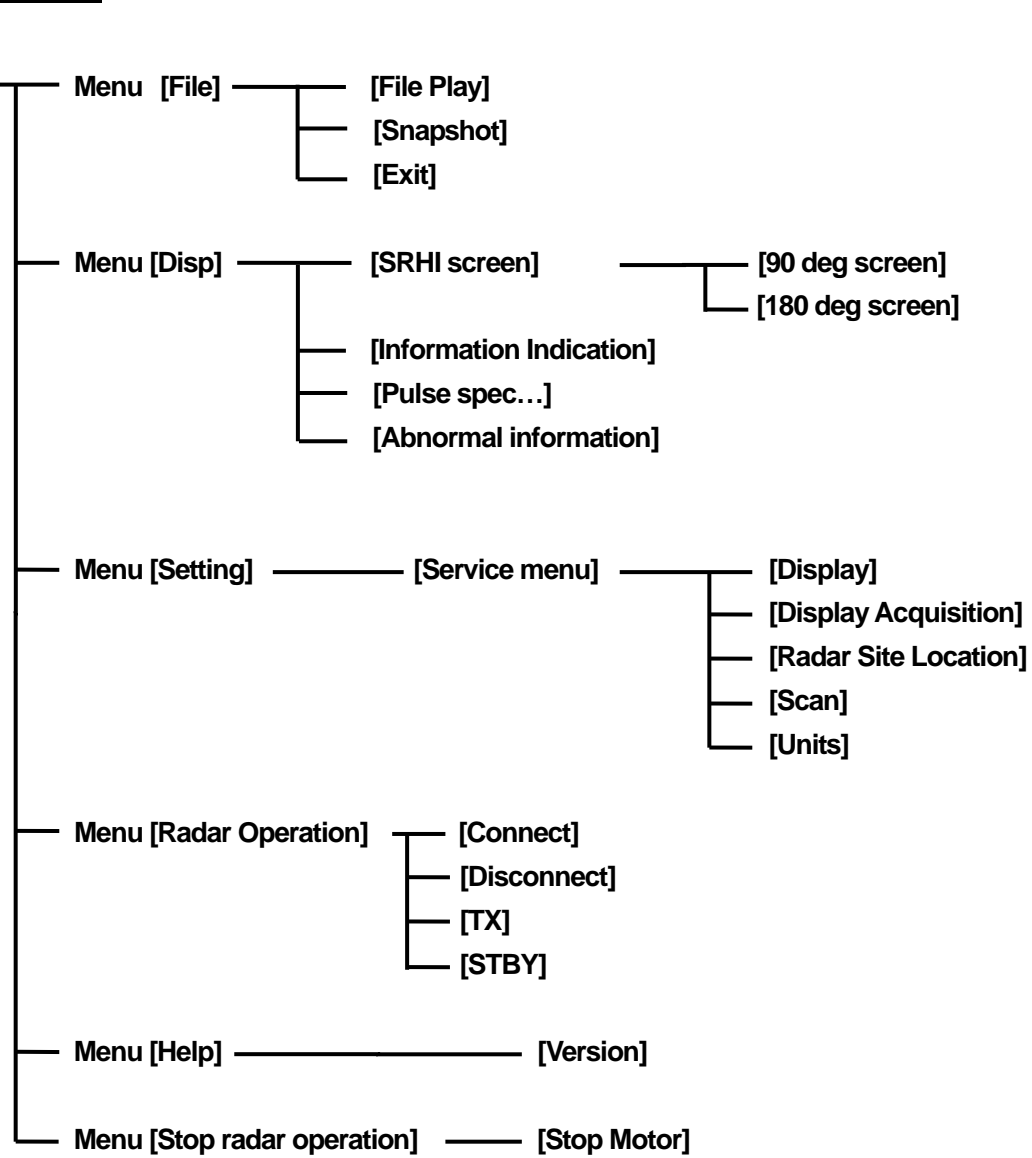 Menu [File] [File Play]
[Snapshot]
[Exit]
Menu [Disp] [SRHI screen] [90 deg screen]
[180 deg screen]
[Information Indication]
[Pulse spec…]
[Abnormal information]
Menu [Setting] [Service menu] [Display]
[Display Acquisition]
[Radar Site Location]
[Scan]
[Units]
Menu [Radar Operation] [Connect]
[Disconnect]
[TX]
[STBY]
Menu [Help] [Version]
Menu [Stop radar operation] [Stop Motor]